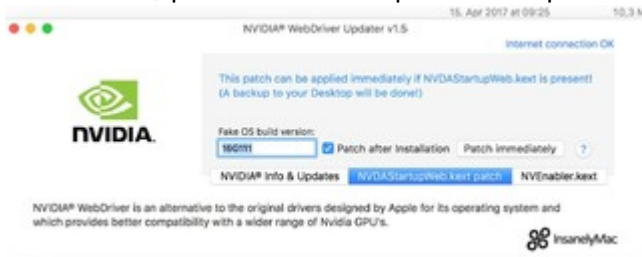 15. Apr 2017 at 09:25 10,3 M
NVIDIA® WebDriver Updater v1.5
Internet connection OK
This patch can be applied immediately if NVDAStartupWeb.kext is present!
(A backup to your Desktop will be done!)
NVIDIA.
Fake OS build version:
16G1111
Patch after Installation Patch immediately ?
NVIDIA® Info & Updates NVDAStartupWeb.kext patch NVEnabler.kext
NVIDIA® WebDriver is an alternative to the original drivers designed by Apple for its operating system and
which provides better compatibility with a wider range of Nvidia GPU's.
InsanelyMac